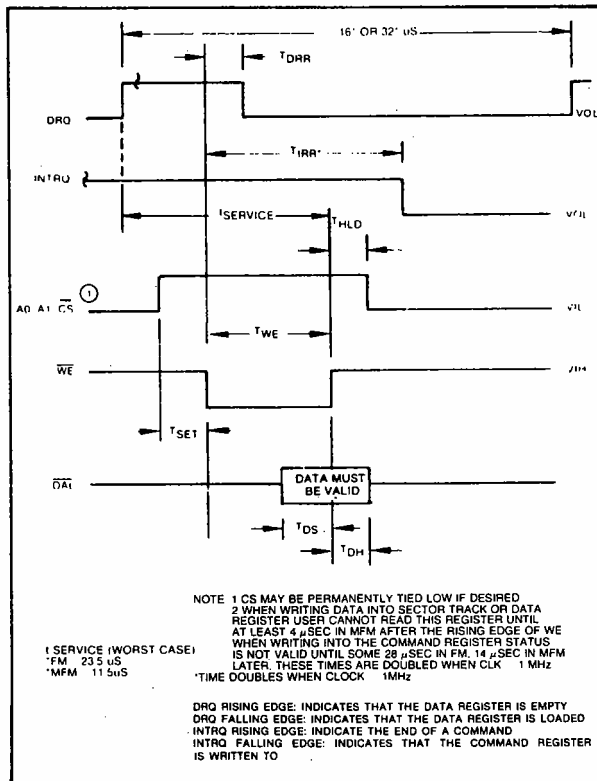 16* OR 32* uS
TDRR
DRQ
VOL
TIRR*
INTRQ
VOL
tSERVICE
THLD
A0 A1 CS 1
VIL
TWE
WE
TSET
DAL
DATA MUST
BE VALID
TDS
TDH
NOTE 1 CS MAY BE PERMANENTLY TIED LOW IF DESIRED
2 WHEN WRITING DATA INTO SECTOR TRACK OR DATA
REGISTER USER CANNOT READ THIS REGISTER UNTIL
AT LEAST 4 µSEC IN MFM AFTER THE RISING EDGE OF WE
WHEN WRITING INTO THE COMMAND REGISTER STATUS
IS NOT VALID UNTIL SOME 28 µSEC IN FM, 14 µSEC IN MFM
LATER. THESE TIMES ARE DOUBLED WHEN CLK 1 MHz
*TIME DOUBLES WHEN CLOCK 1MHz
t SERVICE (WORST CASE)
*FM 23 5 uS
*MFM 11 5uS
DRQ RISING EDGE: INDICATES THAT THE DATA REGISTER IS EMPTY
DRQ FALLING EDGE: INDICATES THAT THE DATA REGISTER IS LOADED
INTRQ RISING EDGE: INDICATE THE END OF A COMMAND
INTRQ FALLING EDGE: INDICATES THAT THE COMMAND REGISTER
IS WRITTEN TO